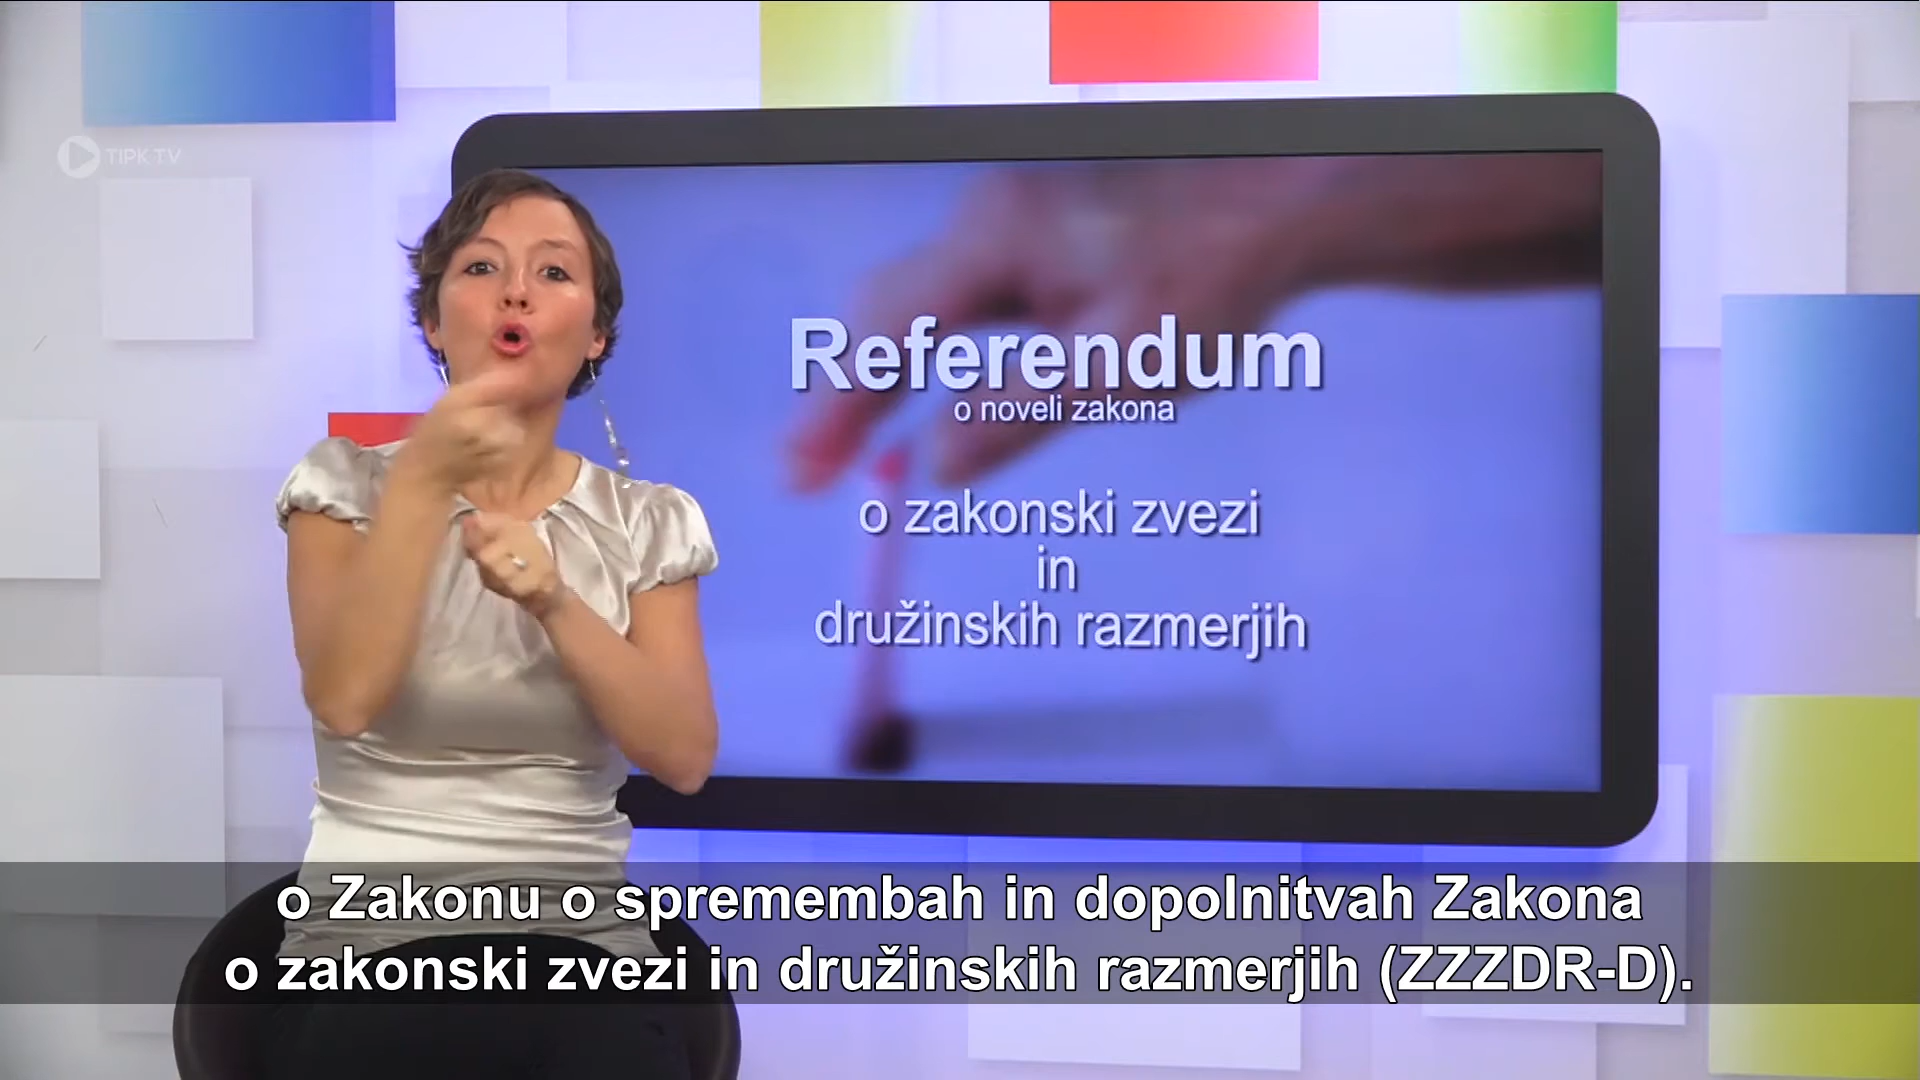 TIPK TV
Referendum
o noveli zakona
o zakonski zvezi
in
družinskih razmerjih
o Zakonu o spremembah in dopolnitvah Zakona
o zakonski zvezi in družinskih razmerjih (ZZZDR-D).